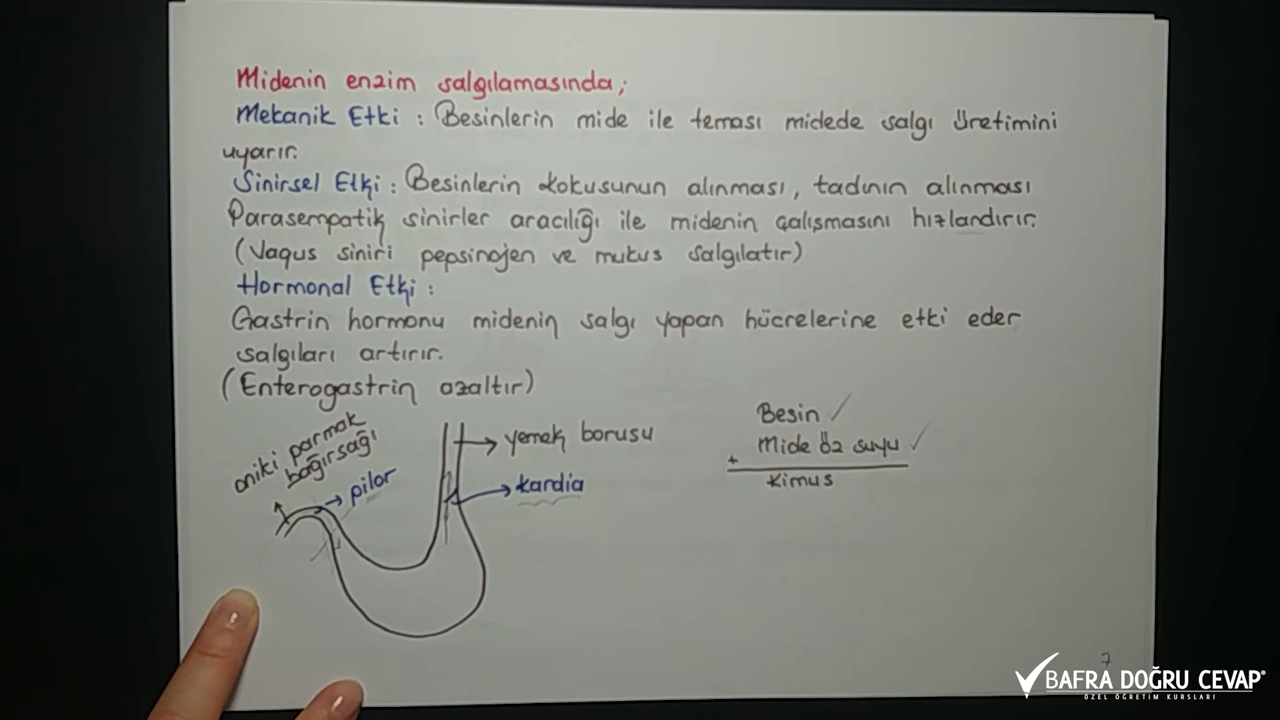 Midenin enzim salgılamasında;
Mekanik Etki : Besinlerin mide ile teması midede salgı üretimini
uyarır.
Sinirsel Etki : Besinlerin kokusunun alınması, tadının alınması
Parasempatik sinirler aracılığı ile midenin çalışmasını hızlandırır.
(Vagus siniri pepsinojen ve mukus salgılatır)
Hormonal Etki :
Gastrin hormonu midenin salgı yapan hücrelerine etki eder
salgıları artırır.
(Enterogastrin azaltır)
oniki parmak
bağırsağı
pilor
yemek borusu
kardia
Besin ✓
Mide öz suyu ✓
+
Kimus
7
BAFRA DOĞRU CEVAP®
ÖZEL ÖĞRETİM KURSLARI